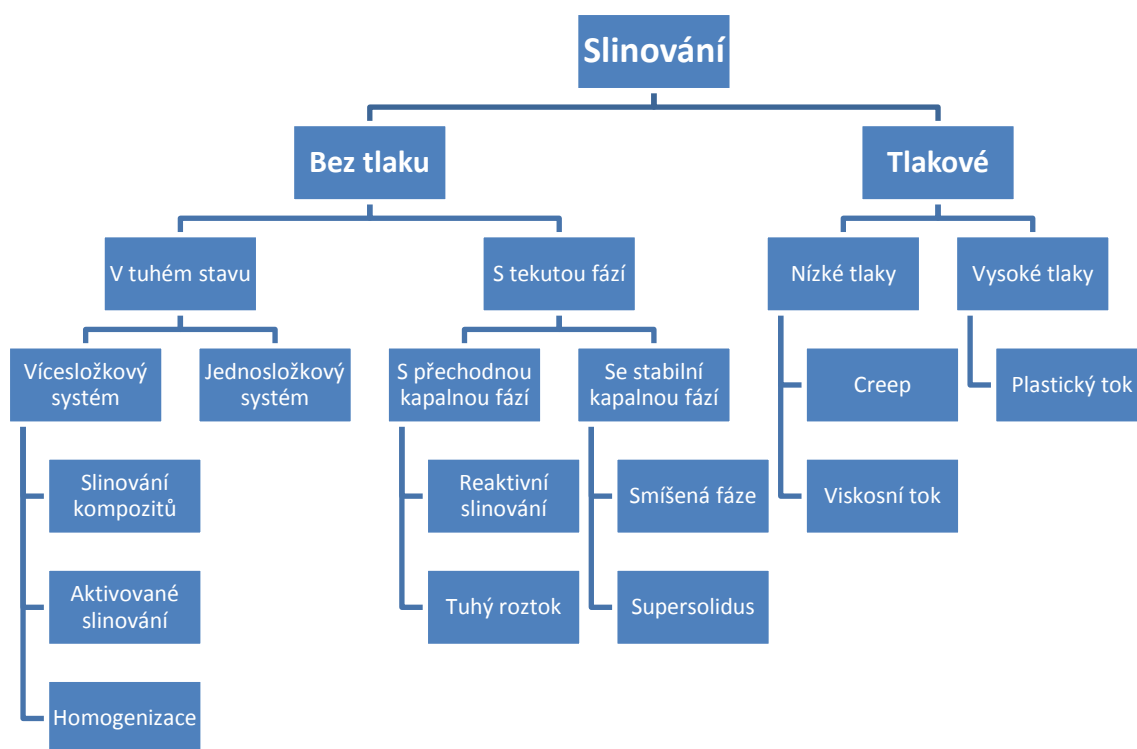 Slinování
Bez tlaku
Tlakové
V tuhém stavu
S tekutou fází
Nízké tlaky
Vysoké tlaky
Vícesložkový
systém
Jednosložkový
systém
S přechodnou
kapalnou fází
Se stabilní
kapalnou fází
Creep
Plastický tok
Slinování
kompozitů
Reaktivní
slinování
Smíšená fáze
Viskosní tok
Aktivované
slinování
Tuhý roztok
Supersolidus
Homogenizace